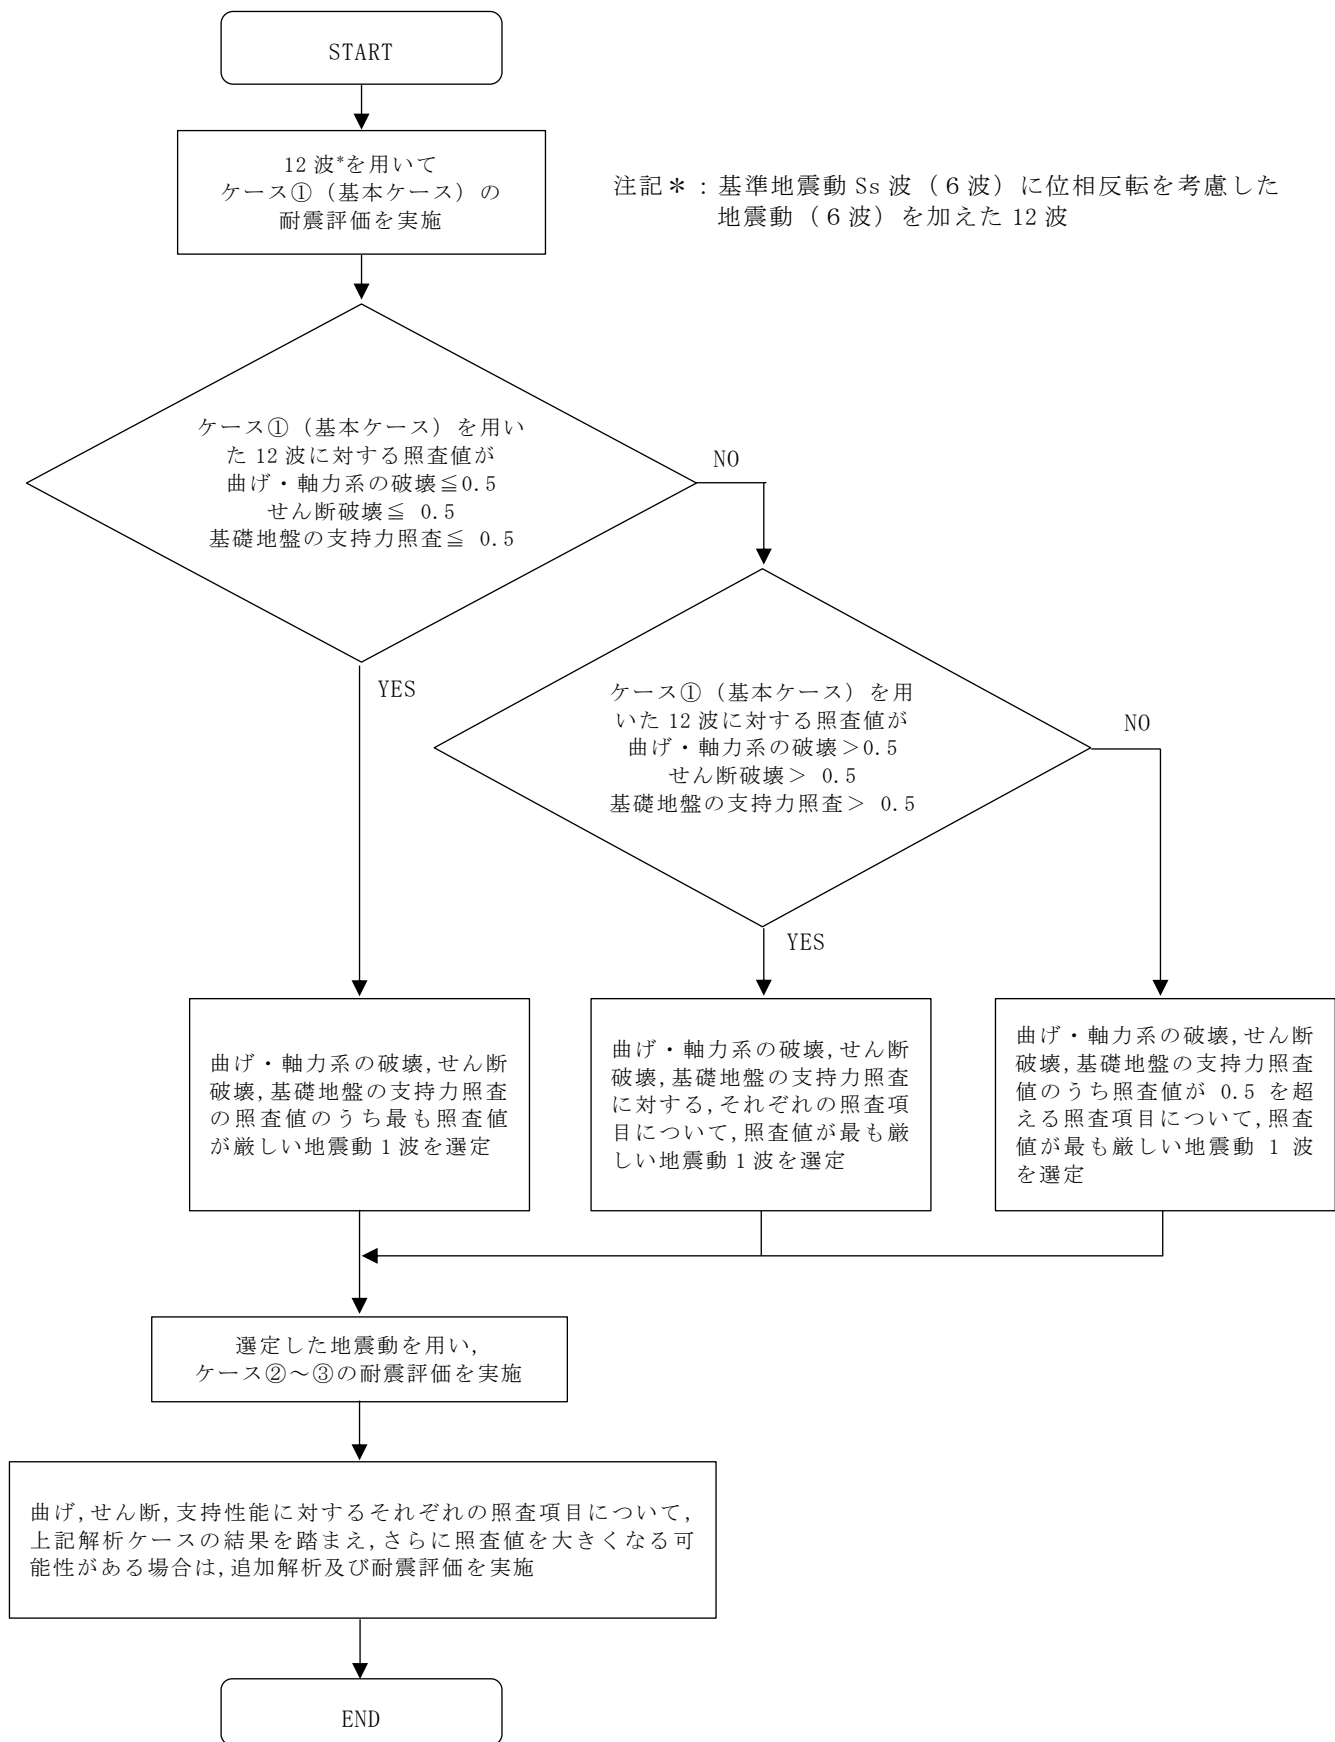 START
12 波*を用いて
ケース①（基本ケース）の
耐震評価を実施
注記＊：基準地震動 Ss 波（６波）に位相反転を考慮した
地震動（６波）を加えた 12 波
ケース①（基本ケース）を用い
た 12 波に対する照査値が
曲げ・軸力系の破壊≦0.5
せん断破壊≦ 0.5
基礎地盤の支持力照査≦ 0.5
NO
YES
ケース①（基本ケース）を用
いた 12 波に対する照査値が
曲げ・軸力系の破壊＞0.5
せん断破壊＞ 0.5
基礎地盤の支持力照査＞ 0.5
NO
YES
曲げ・軸力系の破壊,せん断
破壊,基礎地盤の支持力照査
の照査値のうち最も照査値
が厳しい地震動 1 波を選定
曲げ・軸力系の破壊,せん断
破壊,基礎地盤の支持力照査
に対する,それぞれの照査項
目について,照査値が最も厳
しい地震動 1 波を選定
曲げ・軸力系の破壊,せん断
破壊,基礎地盤の支持力照査
値のうち照査値が 0.5 を超
える照査項目について,照査
値が最も厳しい地震動 1 波
を選定
選定した地震動を用い,
ケース②～③の耐震評価を実施
曲げ,せん断,支持性能に対するそれぞれの照査項目について,
上記解析ケースの結果を踏まえ,さらに照査値を大きくなる可
能性がある場合は,追加解析及び耐震評価を実施
END